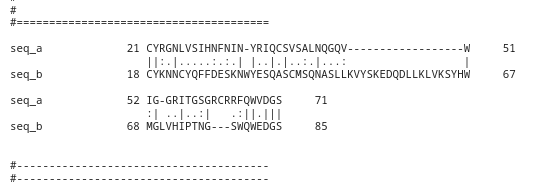 #
#=======================================
seq_a             21 CYRGNLVSIHNFNIN-YRIQCSVSALNQGQV------------------W     51
                     ||:.|.....:.:.| |..|.|..:.|...:                  |
seq_b             18 CYKNNCYQFFDESKNWYESQASCMSQNASLLKVYSKEDQDLLKLVKSYHW     67
seq_a             52 IG-GRITGSGRCRRFQWVDGS     71
                     :| ..|..:|   .:||.|||
seq_b             68 MGLVHIPTNG---SWQWEDGS     85
#---------------------------------------
#---------------------------------------